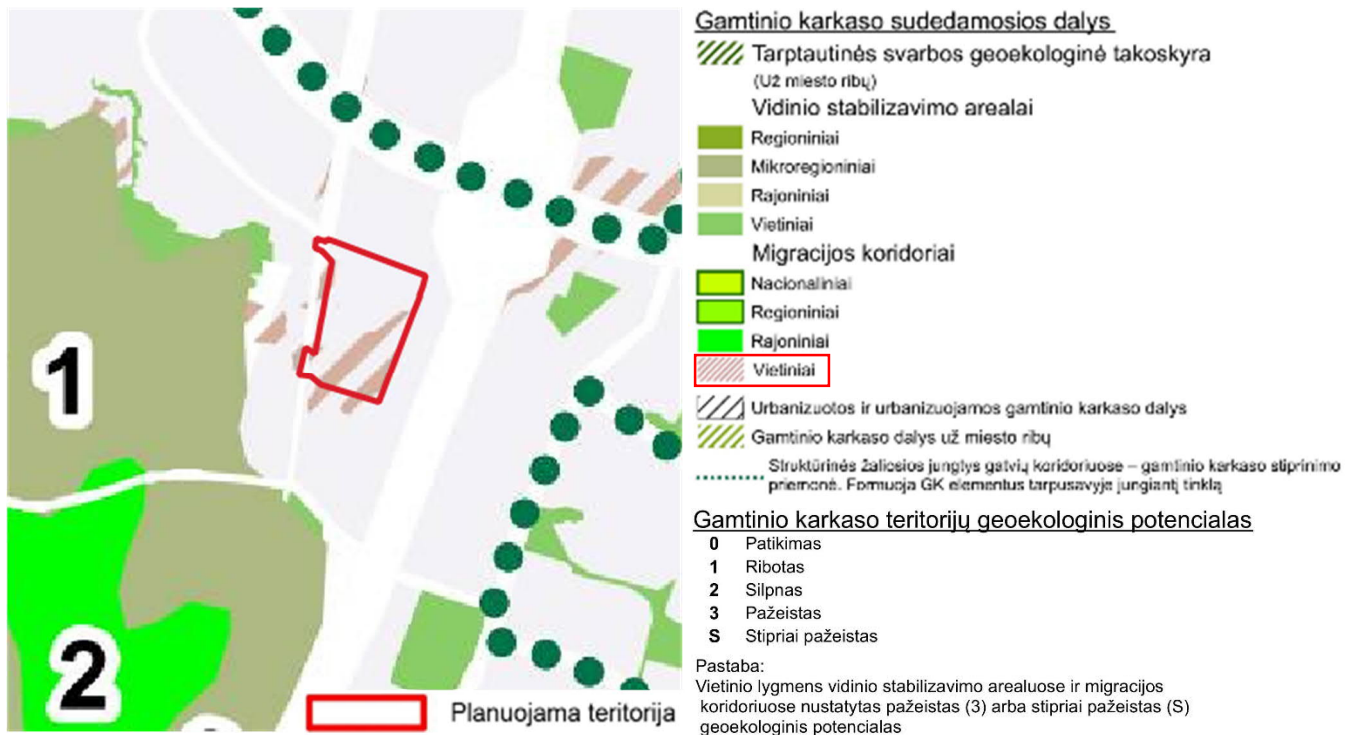 1
2
Planuojama teritorija
Gamtinio karkaso sudedamosios dalys
Tarptautinės svarbos geoekologinė takoskyra
(Už miesto ribų)
Vidinio stabilizavimo arealai
Regioniniai
Mikroregioniniai
Rajoniniai
Vietiniai
Migracijos koridoriai
Nacionaliniai
Regioniniai
Rajoniniai
Vietiniai
Urbanizuotos ir urbanizuojamos gamtinio karkaso dalys
Gamtinio karkaso dalys už miesto ribų
Struktūrinės žaliosios jungtys gatvių koridoriuose – gamtinio karkaso stiprinimo
priemonė. Formuoja GK elementus tarpusavyje jungiantį tinklą
Gamtinio karkaso teritorijų geoekologinis potencialas
0 Patikimas
1 Ribotas
2 Silpnas
3 Pažeistas
S Stipriai pažeistas
Pastaba:
Vietinio lygmens vidinio stabilizavimo arealuose ir migracijos
koridoriuose nustatytas pažeistas (3) arba stipriai pažeistas (S)
geoekologinis potencialas